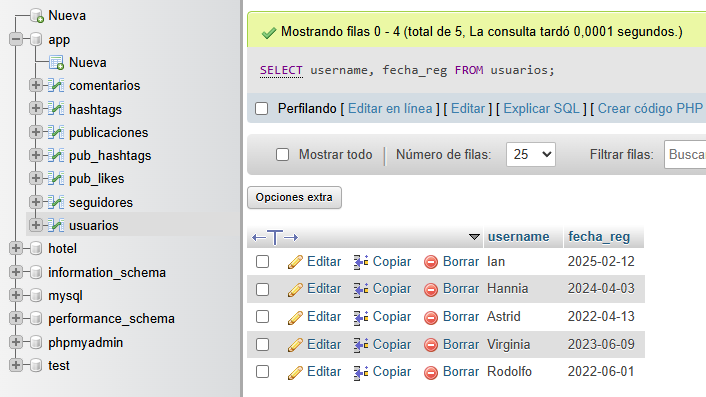 Nueva
app
Nueva
comentarios
hashtags
publicaciones
pub_hashtags
pub_likes
seguidores
usuarios
hotel
information_schema
mysql
performance_schema
phpmyadmin
test
Mostrando filas 0 - 4 (total de 5, La consulta tardó 0,0001 segundos.)
SELECT username, fecha_reg FROM usuarios;
Perfilando [ Editar en línea ] [ Editar ] [ Explicar SQL ] [ Crear código PHP
Mostrar todo Número de filas: 25 Filtrar filas: Buscar
Opciones extra
username fecha_reg
Editar Copiar Borrar Ian 2025-02-12
Editar Copiar Borrar Hannia 2024-04-03
Editar Copiar Borrar Astrid 2022-04-13
Editar Copiar Borrar Virginia 2023-06-09
Editar Copiar Borrar Rodolfo 2022-06-01